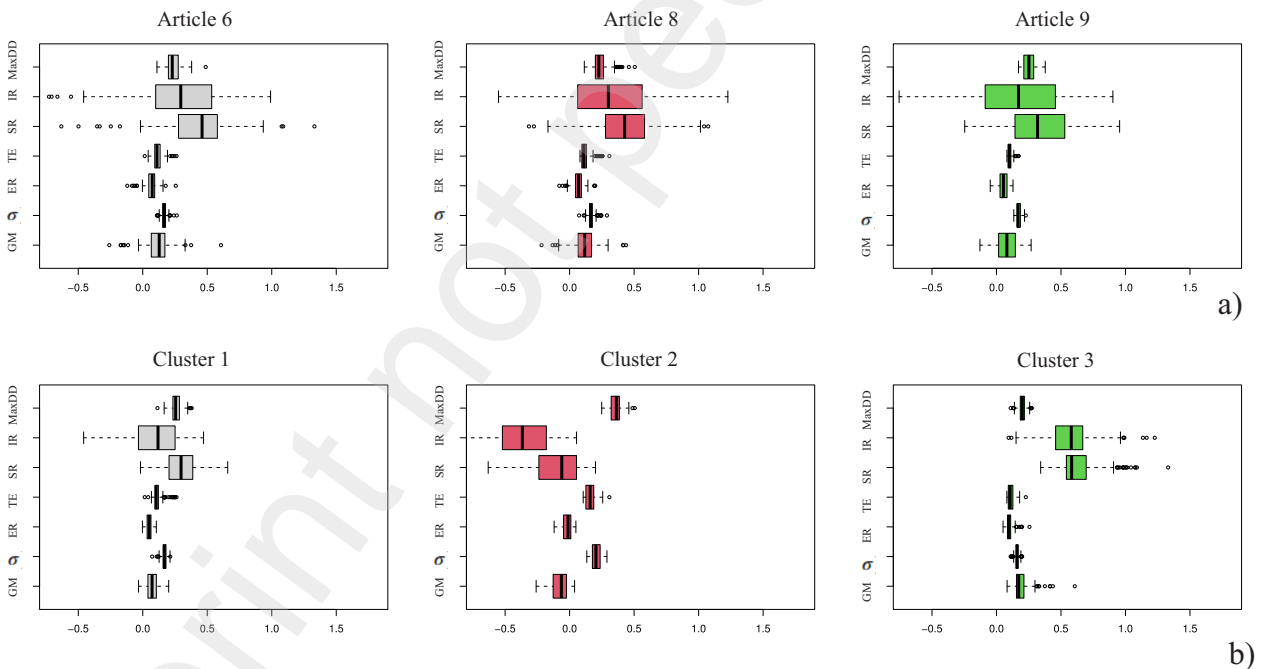 Article 6
Article 8
Article 9
MaxDD
IR
SR
TE
ER
σ
GM
−0.5 0.0 0.5 1.0 1.5
MaxDD
IR
SR
TE
ER
σ
GM
−0.5 0.0 0.5 1.0 1.5
MaxDD
IR
SR
TE
ER
σ
GM
−0.5 0.0 0.5 1.0 1.5
a)
Cluster 1
Cluster 2
Cluster 3
MaxDD
IR
SR
TE
ER
σ
GM
−0.5 0.0 0.5 1.0 1.5
MaxDD
IR
SR
TE
ER
σ
GM
−0.5 0.0 0.5 1.0 1.5
MaxDD
IR
SR
TE
ER
σ
GM
−0.5 0.0 0.5 1.0 1.5
b)
rint not pe